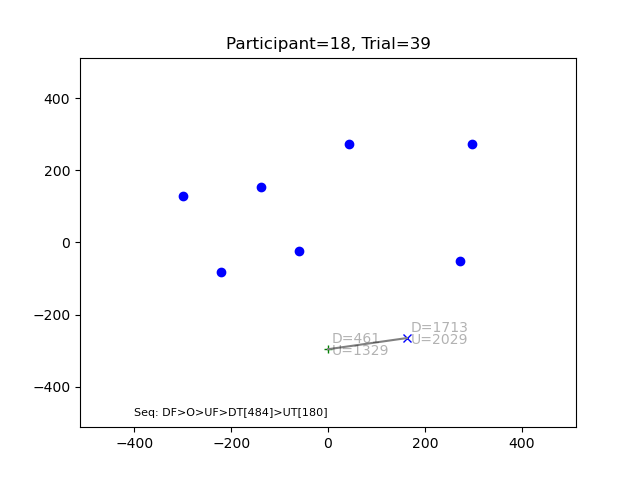 Participant=18, Trial=39
400
200
0
−200
−400
D=1713
U=2029
D=461
U=1329
Seq: DF>O>UF>DT[484]>UT[180]
−400
−200
0
200
400